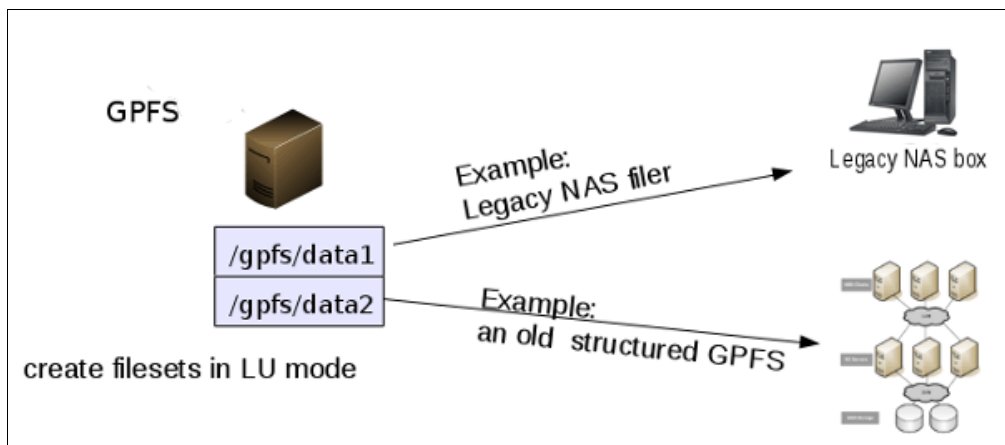 GPFS
/gpfs/data1
/gpfs/data2
create filesets in LU mode
Example:
Legacy NAS filer
Example:
an old structured GPFS
Legacy NAS box